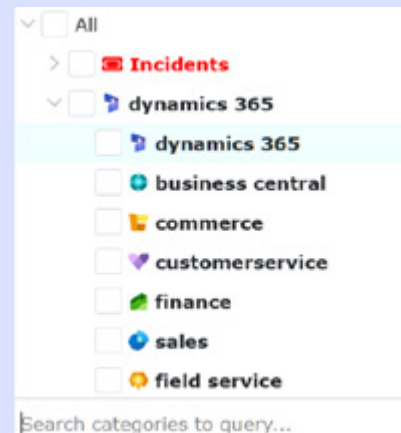 All
Incidents
dynamics 365
dynamics 365
business central
commerce
customerservice
finance
sales
field service
Search categories to query...